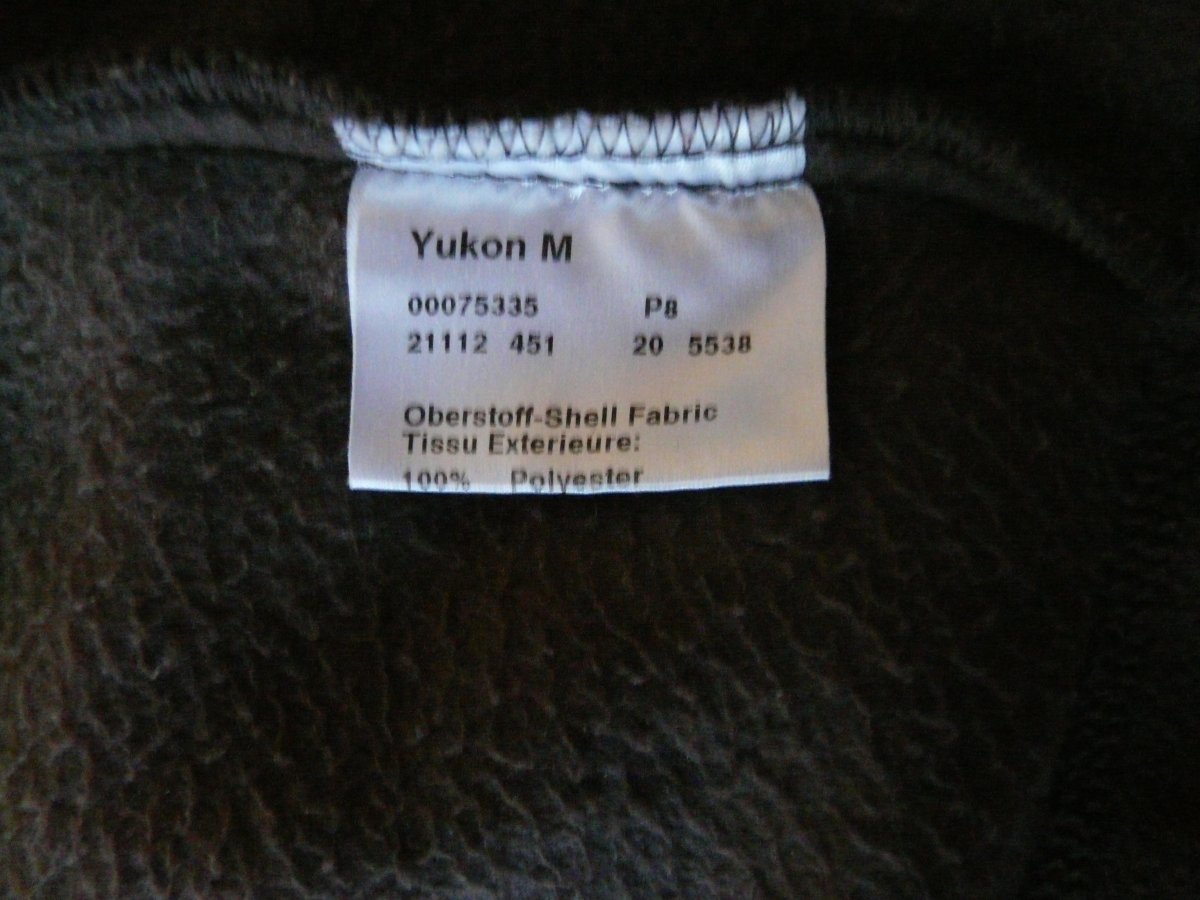 Yukon M
00075335 P8
21112 451 20 5538
Oberstoff-Shell Fabric
Tissu Exterieure:
100% Polyester